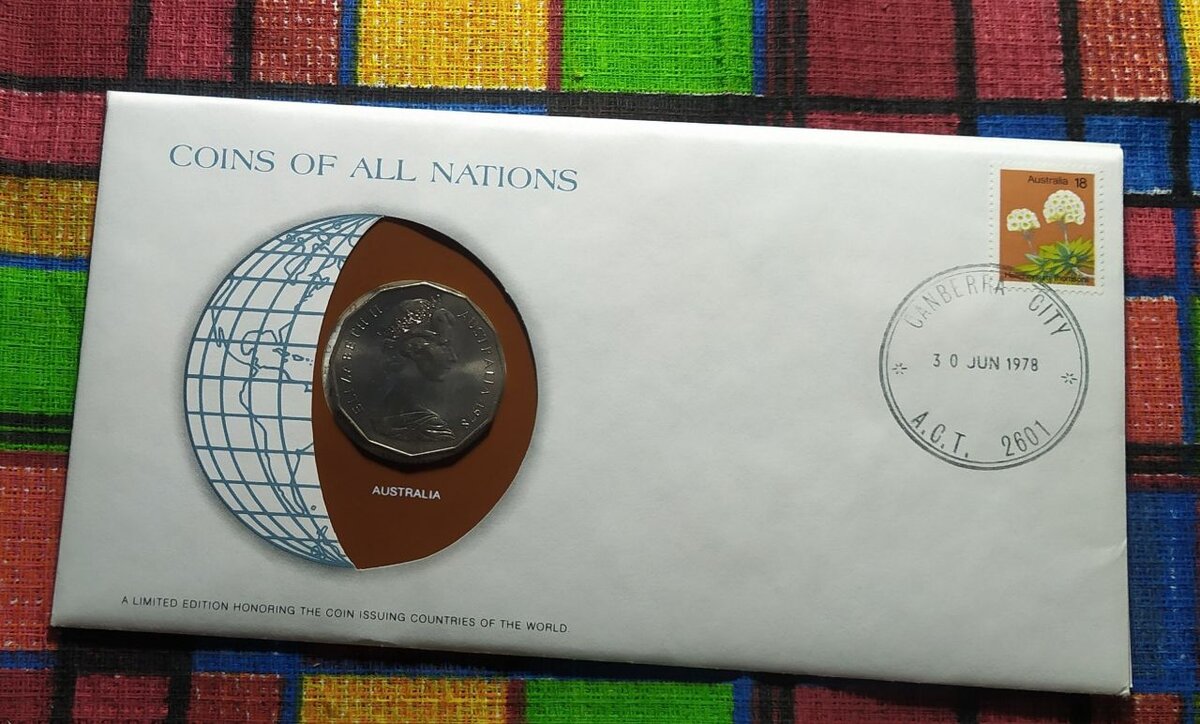 COINS OF ALL NATIONS
Australia 18
CANBERRA CITY
30 JUN 1978
A.C.T. 2601
ELIZABETH II AUSTRALIA 1978
AUSTRALIA
A LIMITED EDITION HONORING THE COIN ISSUING COUNTRIES OF THE WORLD.